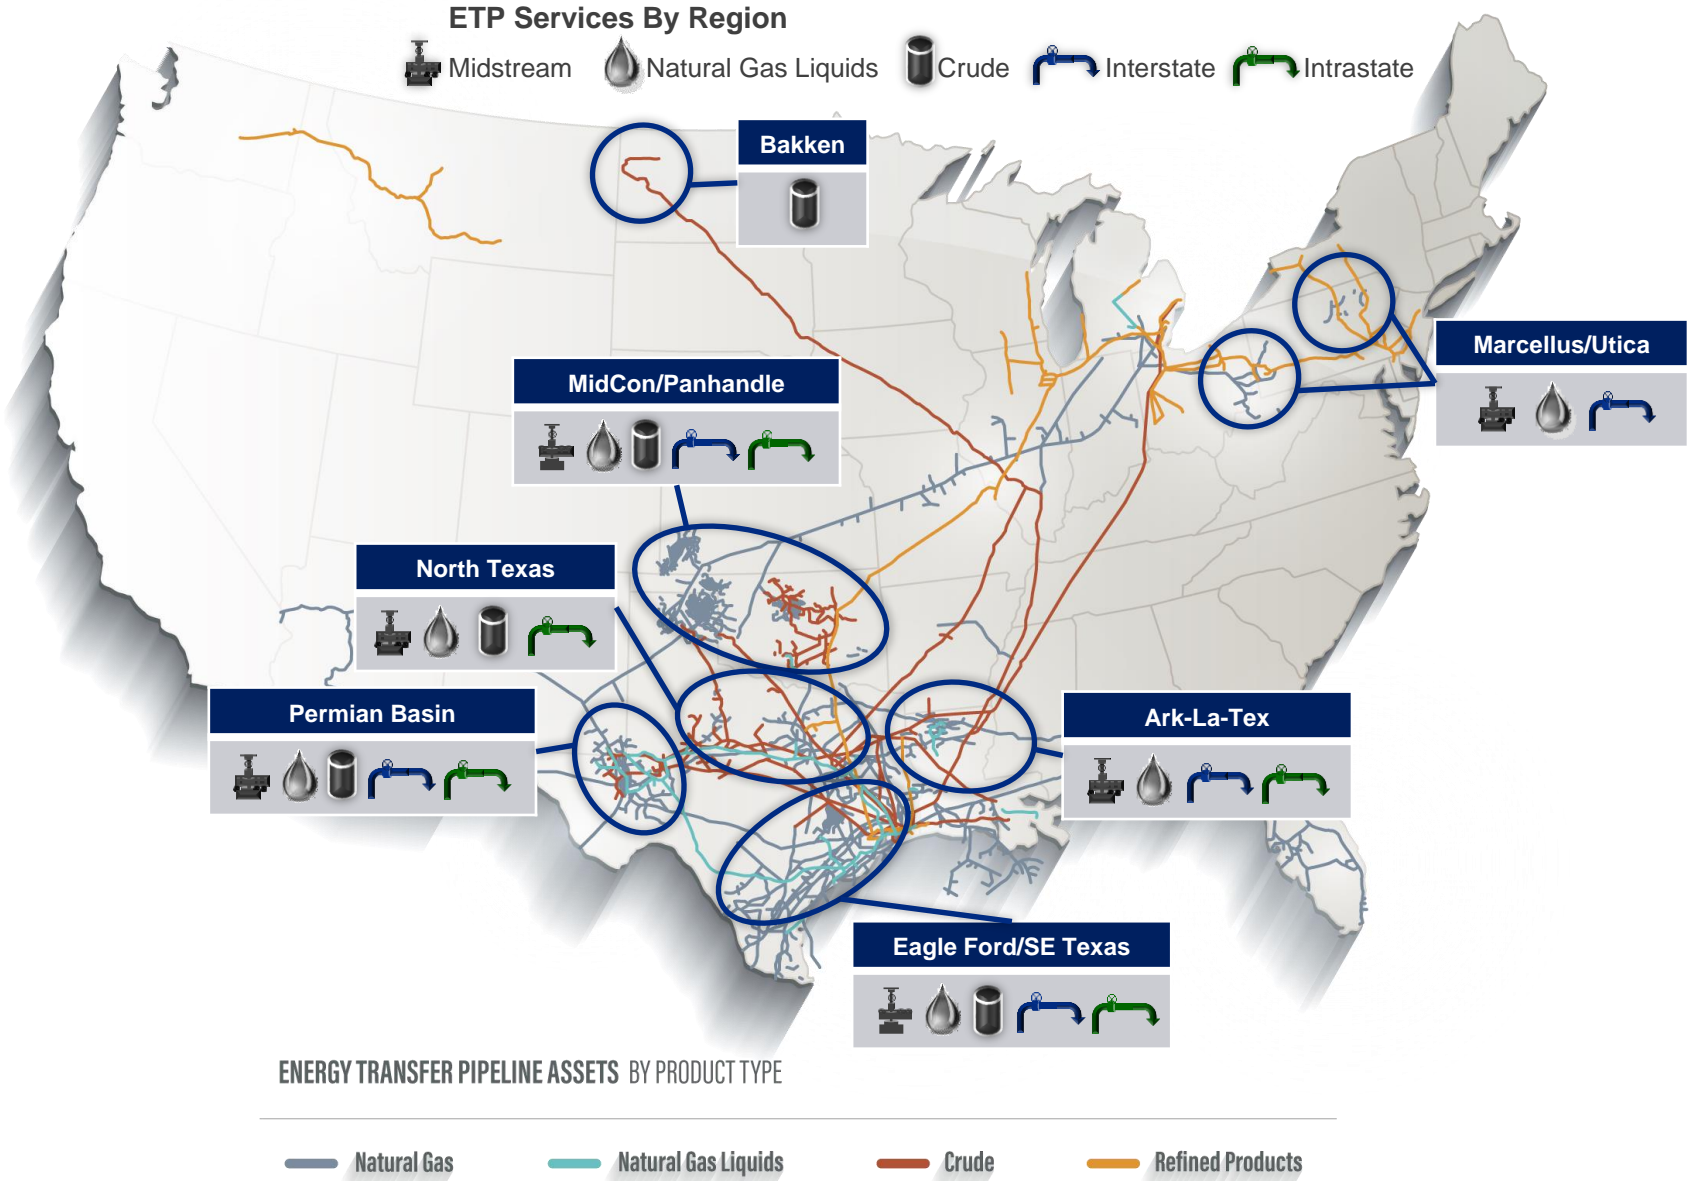 ETP Services By Region
Midstream Natural Gas Liquids Crude Interstate Intrastate
Bakken
Marcellus/Utica
MidCon/Panhandle
North Texas
Permian Basin
Ark-La-Tex
Eagle Ford/SE Texas
ENERGY TRANSFER PIPELINE ASSETS BY PRODUCT TYPE
Natural Gas Natural Gas Liquids Crude Refined Products